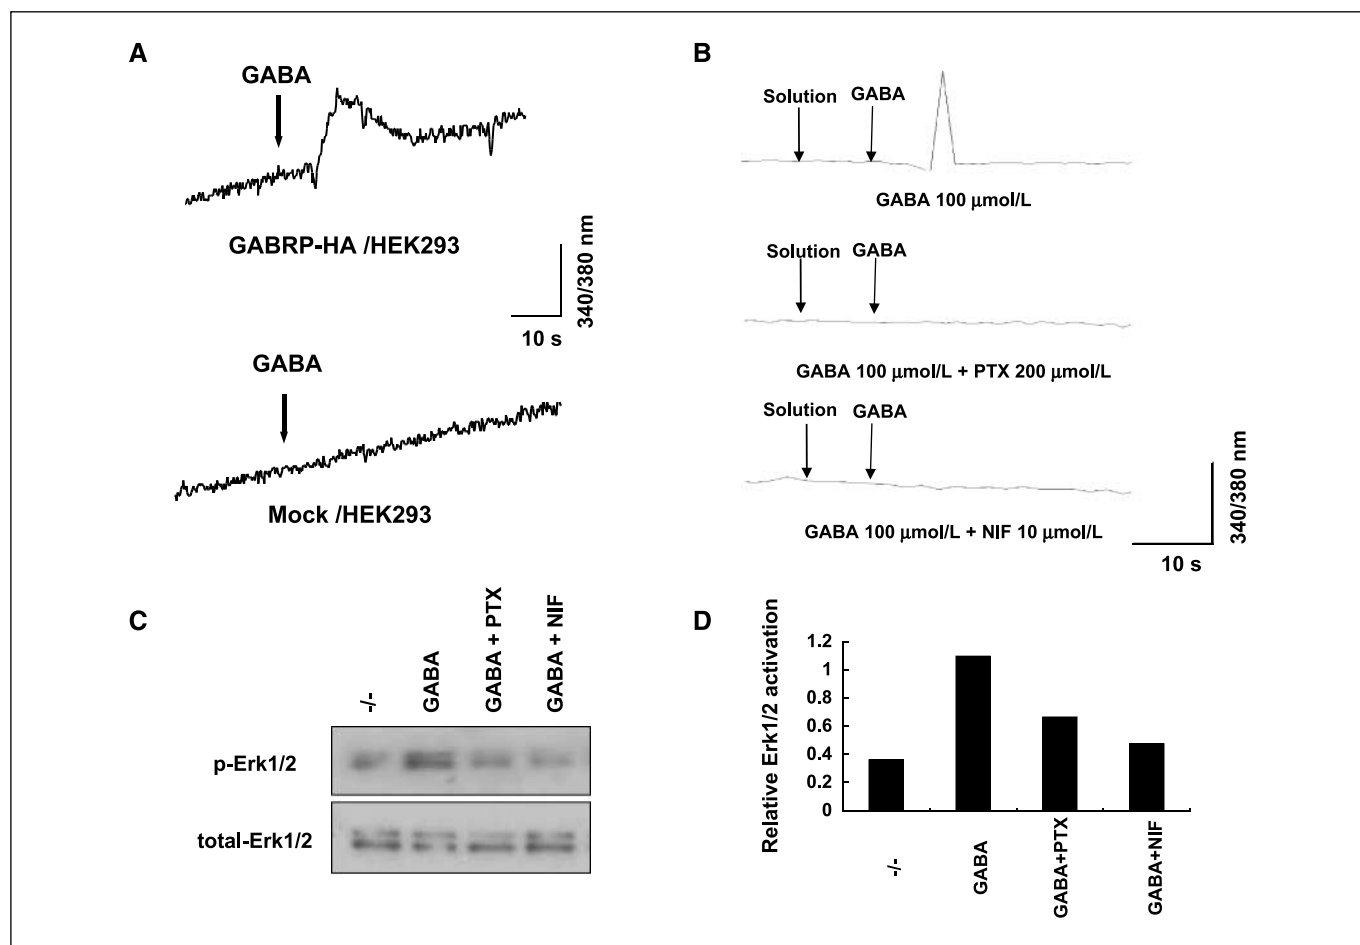 A
GABA
GABRP-HA /HEK293
340/380 nm
10 s
GABA
Mock /HEK293
B
Solution GABA
GABA 100 µmol/L
Solution GABA
GABA 100 µmol/L + PTX 200 µmol/L
Solution GABA
GABA 100 µmol/L + NIF 10 µmol/L
340/380 nm
10 s
C
-/-
GABA
GABA + PTX
GABA + NIF
p-Erk1/2
total-Erk1/2
D
Relative Erk1/2 activation
1.2
1
0.8
0.6
0.4
0.2
0
-/-
GABA
GABA+PTX
GABA+NIF